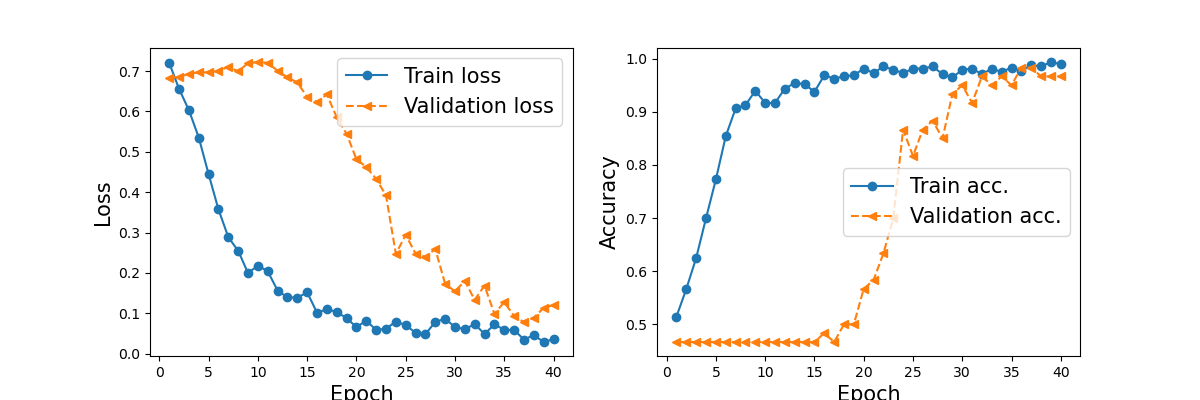 0.7
0.6
0.5
0.4
0.3
0.2
0.1
0.0
Loss
0 5 10 15 20 25 30 35 40
Epoch
Train loss
Validation loss
1.0
0.9
0.8
0.7
0.6
0.5
Accuracy
0 5 10 15 20 25 30 35 40
Epoch
Train acc.
Validation acc.